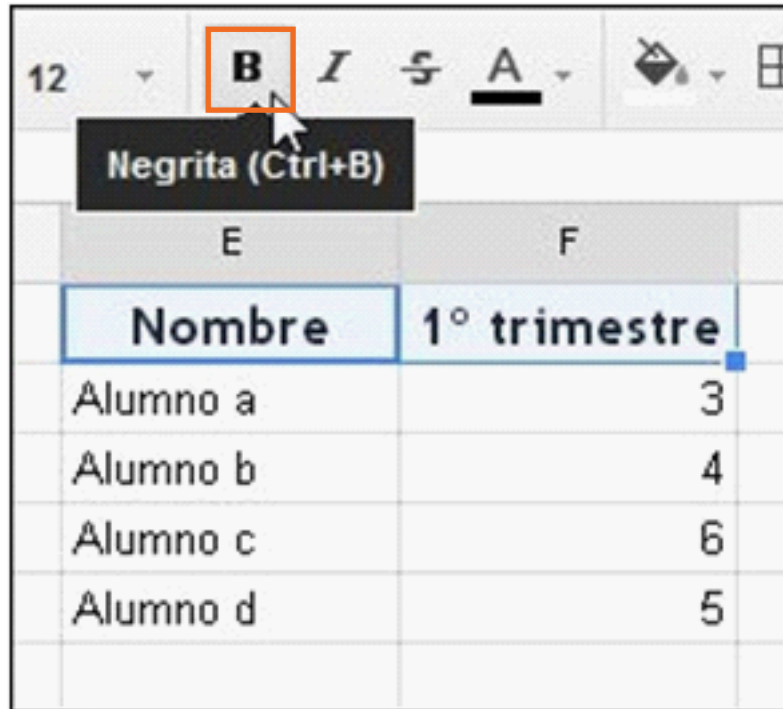 12 B I S A
Negrita (Ctrl+B)
E F
Nombre 1° trimestre
Alumno a 3
Alumno b 4
Alumno c 6
Alumno d 5